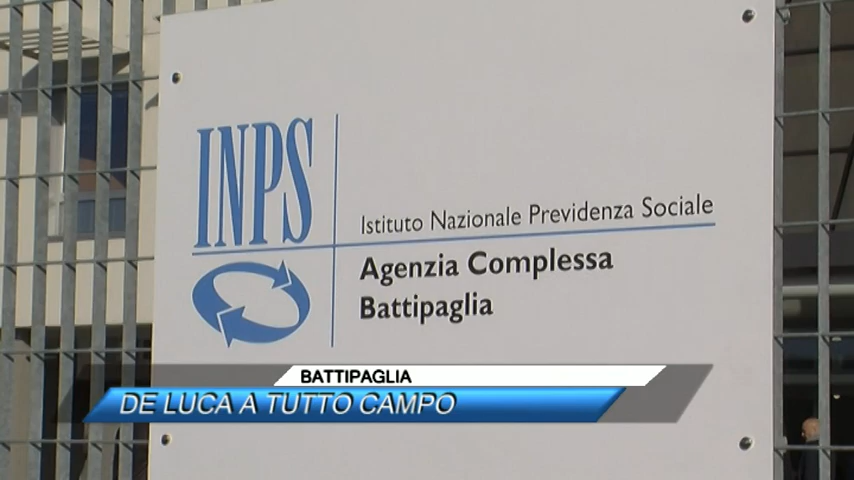 INPS
Istituto Nazionale Previdenza Sociale
Agenzia Complessa
Battipaglia
BATTIPAGLIA
DE LUCA A TUTTO CAMPO